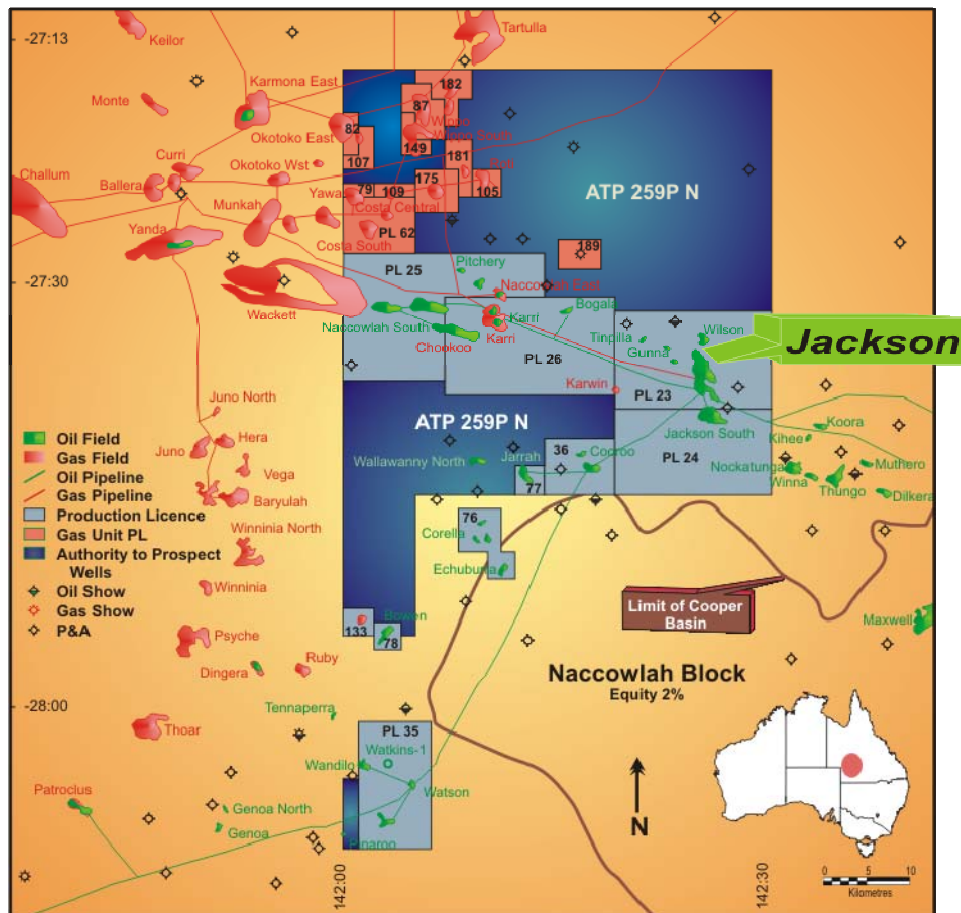 -27:13
Keilor
Tartulla
Karmona East
Monte
182
87
Wippo
82
Okotoko East
Wippo South
149
107
181
Curri
Okotoko Wst
Challum
Ballera
175
79
109
105
Yawa
Munkah
Costa Central
ATP 259P N
Yanda
Costa South
PL 62
189
-27:30
PL 25
Pitchery
Naccowlah East
Wackett
Bogala
Karri
Naccowlah South
Chookoo
Karri
Tinpilla
Wilson
Gunna
Jackson
PL 26
Karwin
PL 23
Juno North
ATP 259P N
Jackson South
Koora
Kihee
Oil Field
Gas Field
Oil Pipeline
Gas Pipeline
Production Licence
Gas Unit PL
Authority to Prospect
Wells
Oil Show
Gas Show
P&A
Hera
Juno
Vega
Baryulah
Wallawanny North
Jarrah
36
Cooroo
77
PL 24
Nockatunga
Winna
Thungo
Muthero
Dilkera
Winninia North
76
Corella
Echuburra
Winninia
Limit of Cooper
Basin
Maxwell
133
Bowen
78
Psyche
Dingera
Ruby
Naccowlah Block
Equity 2%
-28:00
Tennaperra
Thoar
PL 35
Watkins-1
Wandilo
Watson
Patroclus
Genoa North
Genoa
Pinaroo
N
142:00
142:30
0 5 10
Kilometres